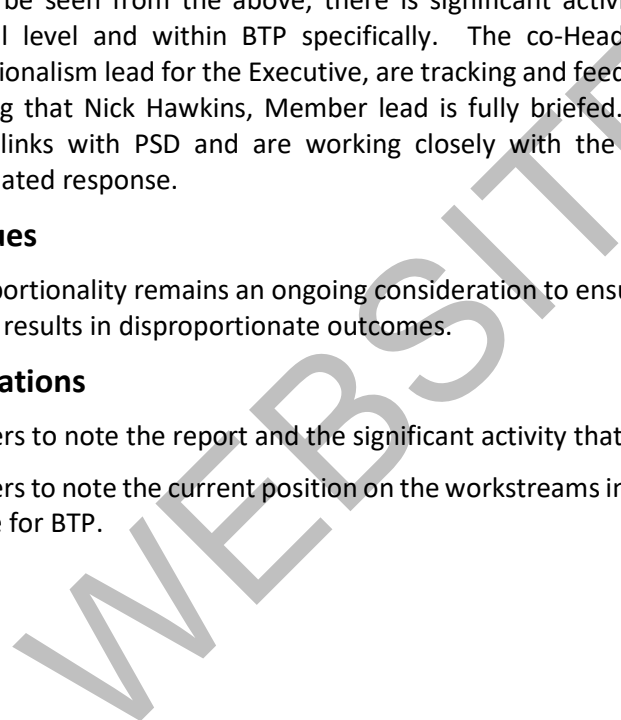 be seen from the above, there is significant activi
l level and within BTP specifically. The co-Head
ionalism lead for the Executive, are tracking and feed
g that Nick Hawkins, Member lead is fully briefed.
links with PSD and are working closely with the
ated response.
ues
portionality remains an ongoing consideration to ensu
results in disproportionate outcomes.
ations
ers to note the report and the significant activity that
ers to note the current position on the workstreams in
e for BTP.
WEBSIT